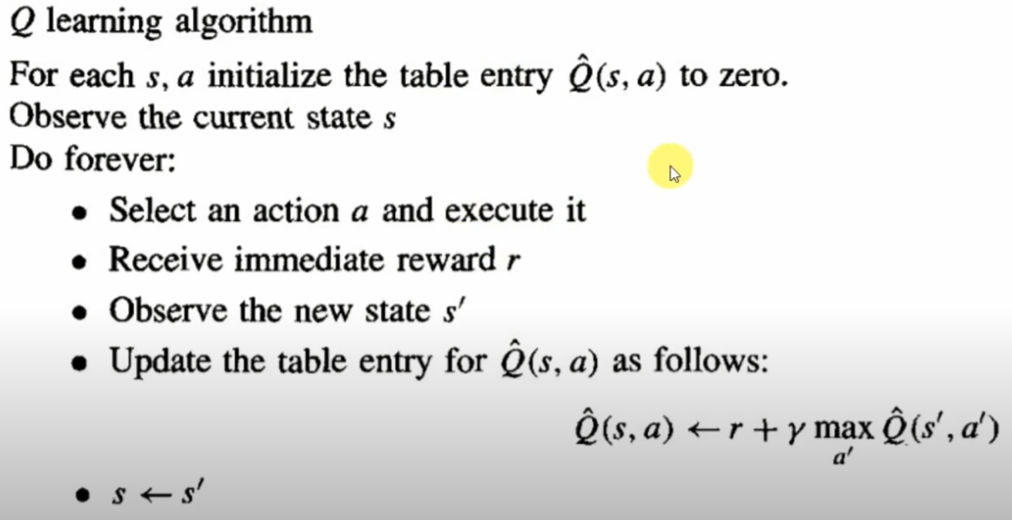 Q learning algorithm
For each s, a initialize the table entry Q̂(s, a) to zero.
Observe the current state s
Do forever:
• Select an action a and execute it
• Receive immediate reward r
• Observe the new state s′
• Update the table entry for Q̂(s, a) as follows:
Q̂(s, a) ← r + γ max Q̂(s′, a′)
a′
• s ← s′